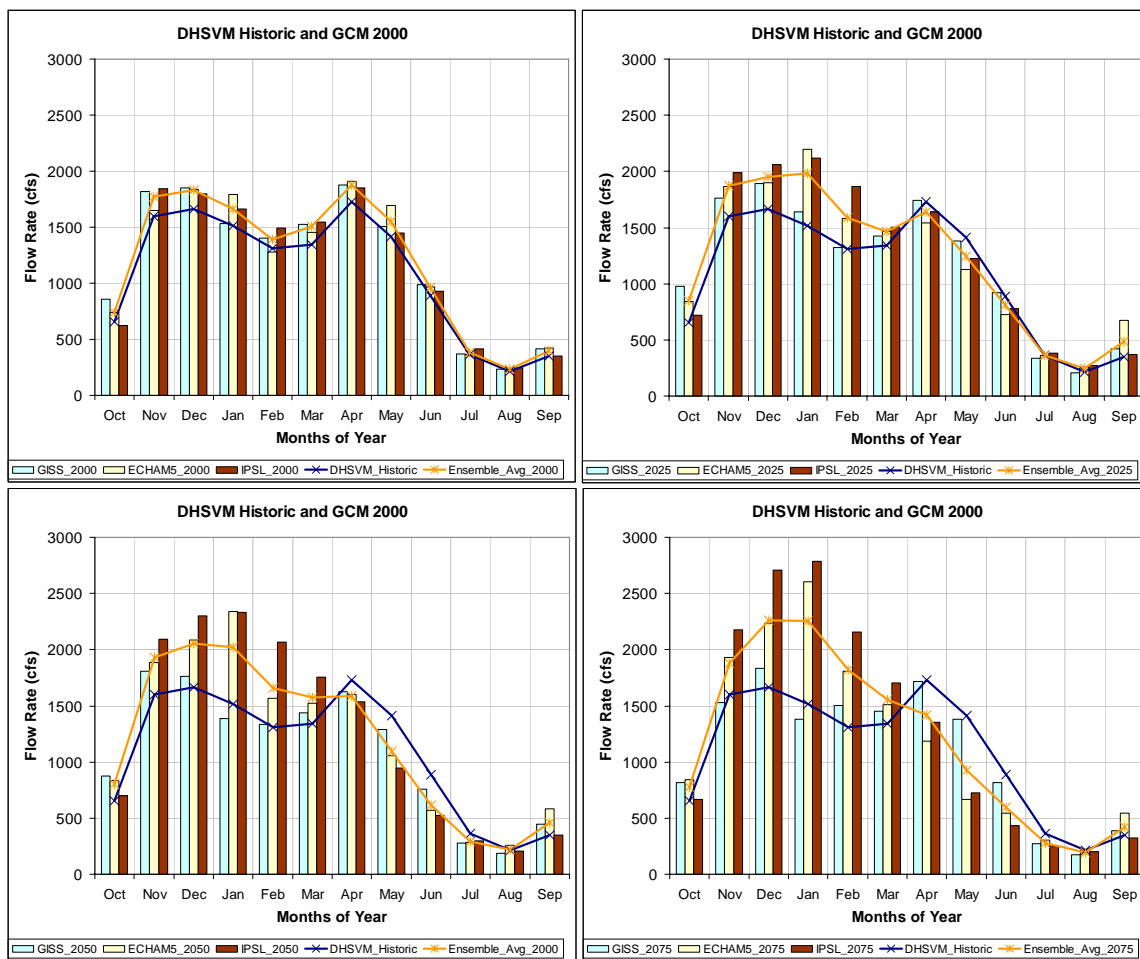 DHSVM Historic and GCM 2000
3000
2500
2000
1500
1000
500
0
Flow Rate (cfs)
Oct Nov Dec Jan Feb Mar Apr May Jun Jul Aug Sep
Months of Year
GISS_2000 ECHAM5_2000 IPSL_2000 DHSVM_Historic Ensemble_Avg_2000
DHSVM Historic and GCM 2000
3000
2500
2000
1500
1000
500
0
Flow Rate (cfs)
Oct Nov Dec Jan Feb Mar Apr May Jun Jul Aug Sep
Months of Year
GISS_2025 ECHAM5_2025 IPSL_2025 DHSVM_Historic Ensemble_Avg_2025
DHSVM Historic and GCM 2000
3000
2500
2000
1500
1000
500
0
Flow Rate (cfs)
Oct Nov Dec Jan Feb Mar Apr May Jun Jul Aug Sep
Months of Year
GISS_2050 ECHAM5_2050 IPSL_2050 DHSVM_Historic Ensemble_Avg_2000
DHSVM Historic and GCM 2000
3000
2500
2000
1500
1000
500
0
Flow Rate (cfs)
Oct Nov Dec Jan Feb Mar Apr May Jun Jul Aug Sep
Months of Year
GISS_2075 ECHAM5_2075 IPSL_2075 DHSVM_Historic Ensemble_Avg_2075